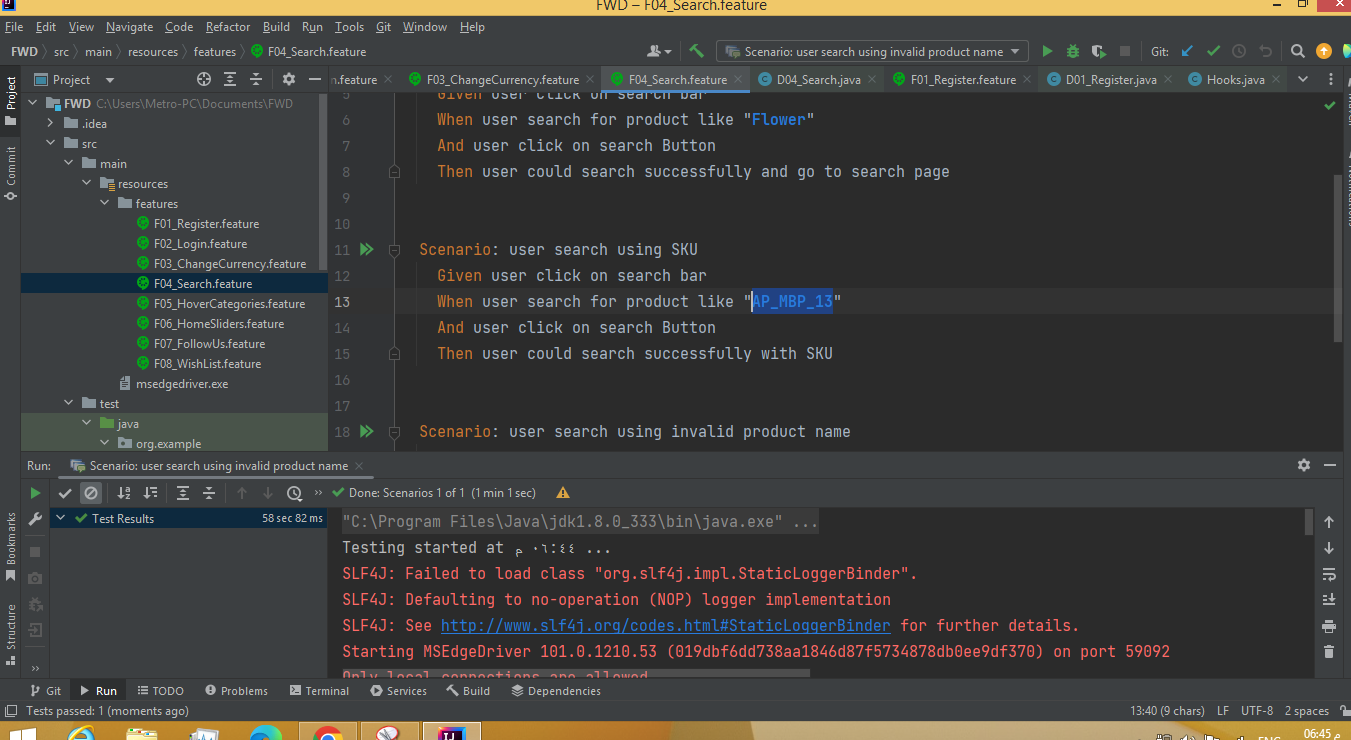 FWD – F04_Search.feature
File Edit View Navigate Code Refactor Build Run Tools Git Window Help
FWD src main resources features F04_Search.feature
Scenario: user search using invalid product name
Git:
Project
n.feature F03_ChangeCurrency.feature F04_Search.feature D04_Search.java F01_Register.feature D01_Register.java Hooks.java
Project
Commit
Bookmarks
Structure
FWD C:\Users\Metro-PC\Documents\FWD
.idea
src
main
resources
features
F01_Register.feature
F02_Login.feature
F03_ChangeCurrency.feature
F04_Search.feature
F05_HoverCategories.feature
F06_HomeSliders.feature
F07_FollowUs.feature
F08_WishList.feature
msedgedriver.exe
test
java
org.example
5 Given user click on search bar
6 When user search for product like "Flower"
7 And user click on search Button
8 Then user could search successfully and go to search page
9
10
11 Scenario: user search using SKU
12 Given user click on search bar
13 When user search for product like "AP_MBP_13"
14 And user click on search Button
15 Then user could search successfully with SKU
16
17
18 Scenario: user search using invalid product name
Run: Scenario: user search using invalid product name
Done: Scenarios 1 of 1 (1 min 1 sec)
Test Results 58 sec 82 ms
"C:\Program Files\Java\jdk1.8.0_333\bin\java.exe" ...
Testing started at م ٠٦:٤٤ ...
SLF4J: Failed to load class "org.slf4j.impl.StaticLoggerBinder".
SLF4J: Defaulting to no-operation (NOP) logger implementation
SLF4J: See http://www.slf4j.org/codes.html#StaticLoggerBinder for further details.
Starting MSEdgeDriver 101.0.1210.53 (019dbf6dd738aa1846d87f5734878db0ee9df370) on port 59092
Only local connections are allowed.
Git Run TODO Problems Terminal Services Build Dependencies
Tests passed: 1 (moments ago)
13:40 (9 chars) LF UTF-8 2 spaces
ENG
06:45 م